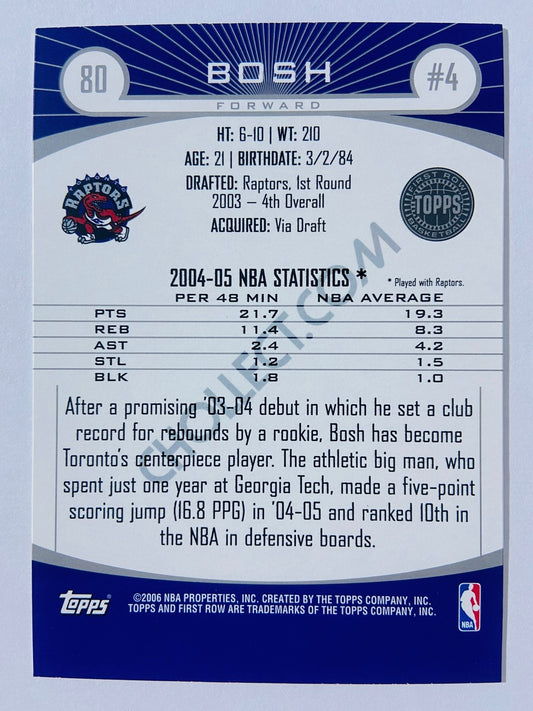 80
BOSH
#4
FORWARD
HT: 6-10 | WT: 210
AGE: 21 | BIRTHDATE: 3/2/84
DRAFTED: Raptors, 1st Round
2003 – 4th Overall
ACQUIRED: Via Draft
RAPTORS
FIRST ROW
TOPPS
BASKETBALL
2004-05 NBA STATISTICS *
* Played with Raptors.
PER 48 MIN NBA AVERAGE
PTS 21.7 19.3
REB 11.4 8.3
AST 2.4 4.2
STL 1.2 1.5
BLK 1.8 1.0
After a promising '03-04 debut in which he set a club
record for rebounds by a rookie, Bosh has become
Toronto's centerpiece player. The athletic big man, who
spent just one year at Georgia Tech, made a five-point
scoring jump (16.8 PPG) in '04-05 and ranked 10th in
the NBA in defensive boards.
CHOLLECT.COM
Topps
©2006 NBA PROPERTIES, INC. CREATED BY THE TOPPS COMPANY, INC.
TOPPS AND FIRST ROW ARE TRADEMARKS OF THE TOPPS COMPANY, INC.
NBA